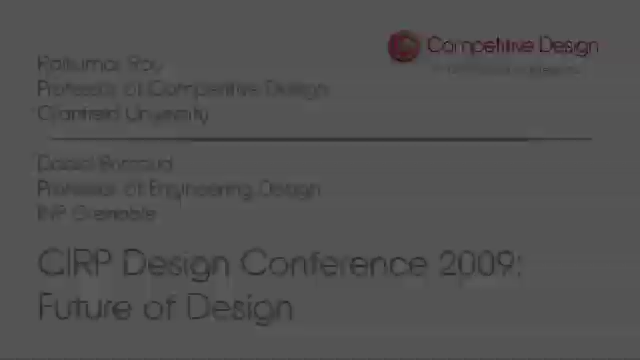 Competitive Design
Rajkumar Roy
Professor of Competitive Design
Cranfield University
Daniel Brissaud
Professor of Engineering Design
INP Grenoble
CIRP Design Conference 2009:
Future of Design